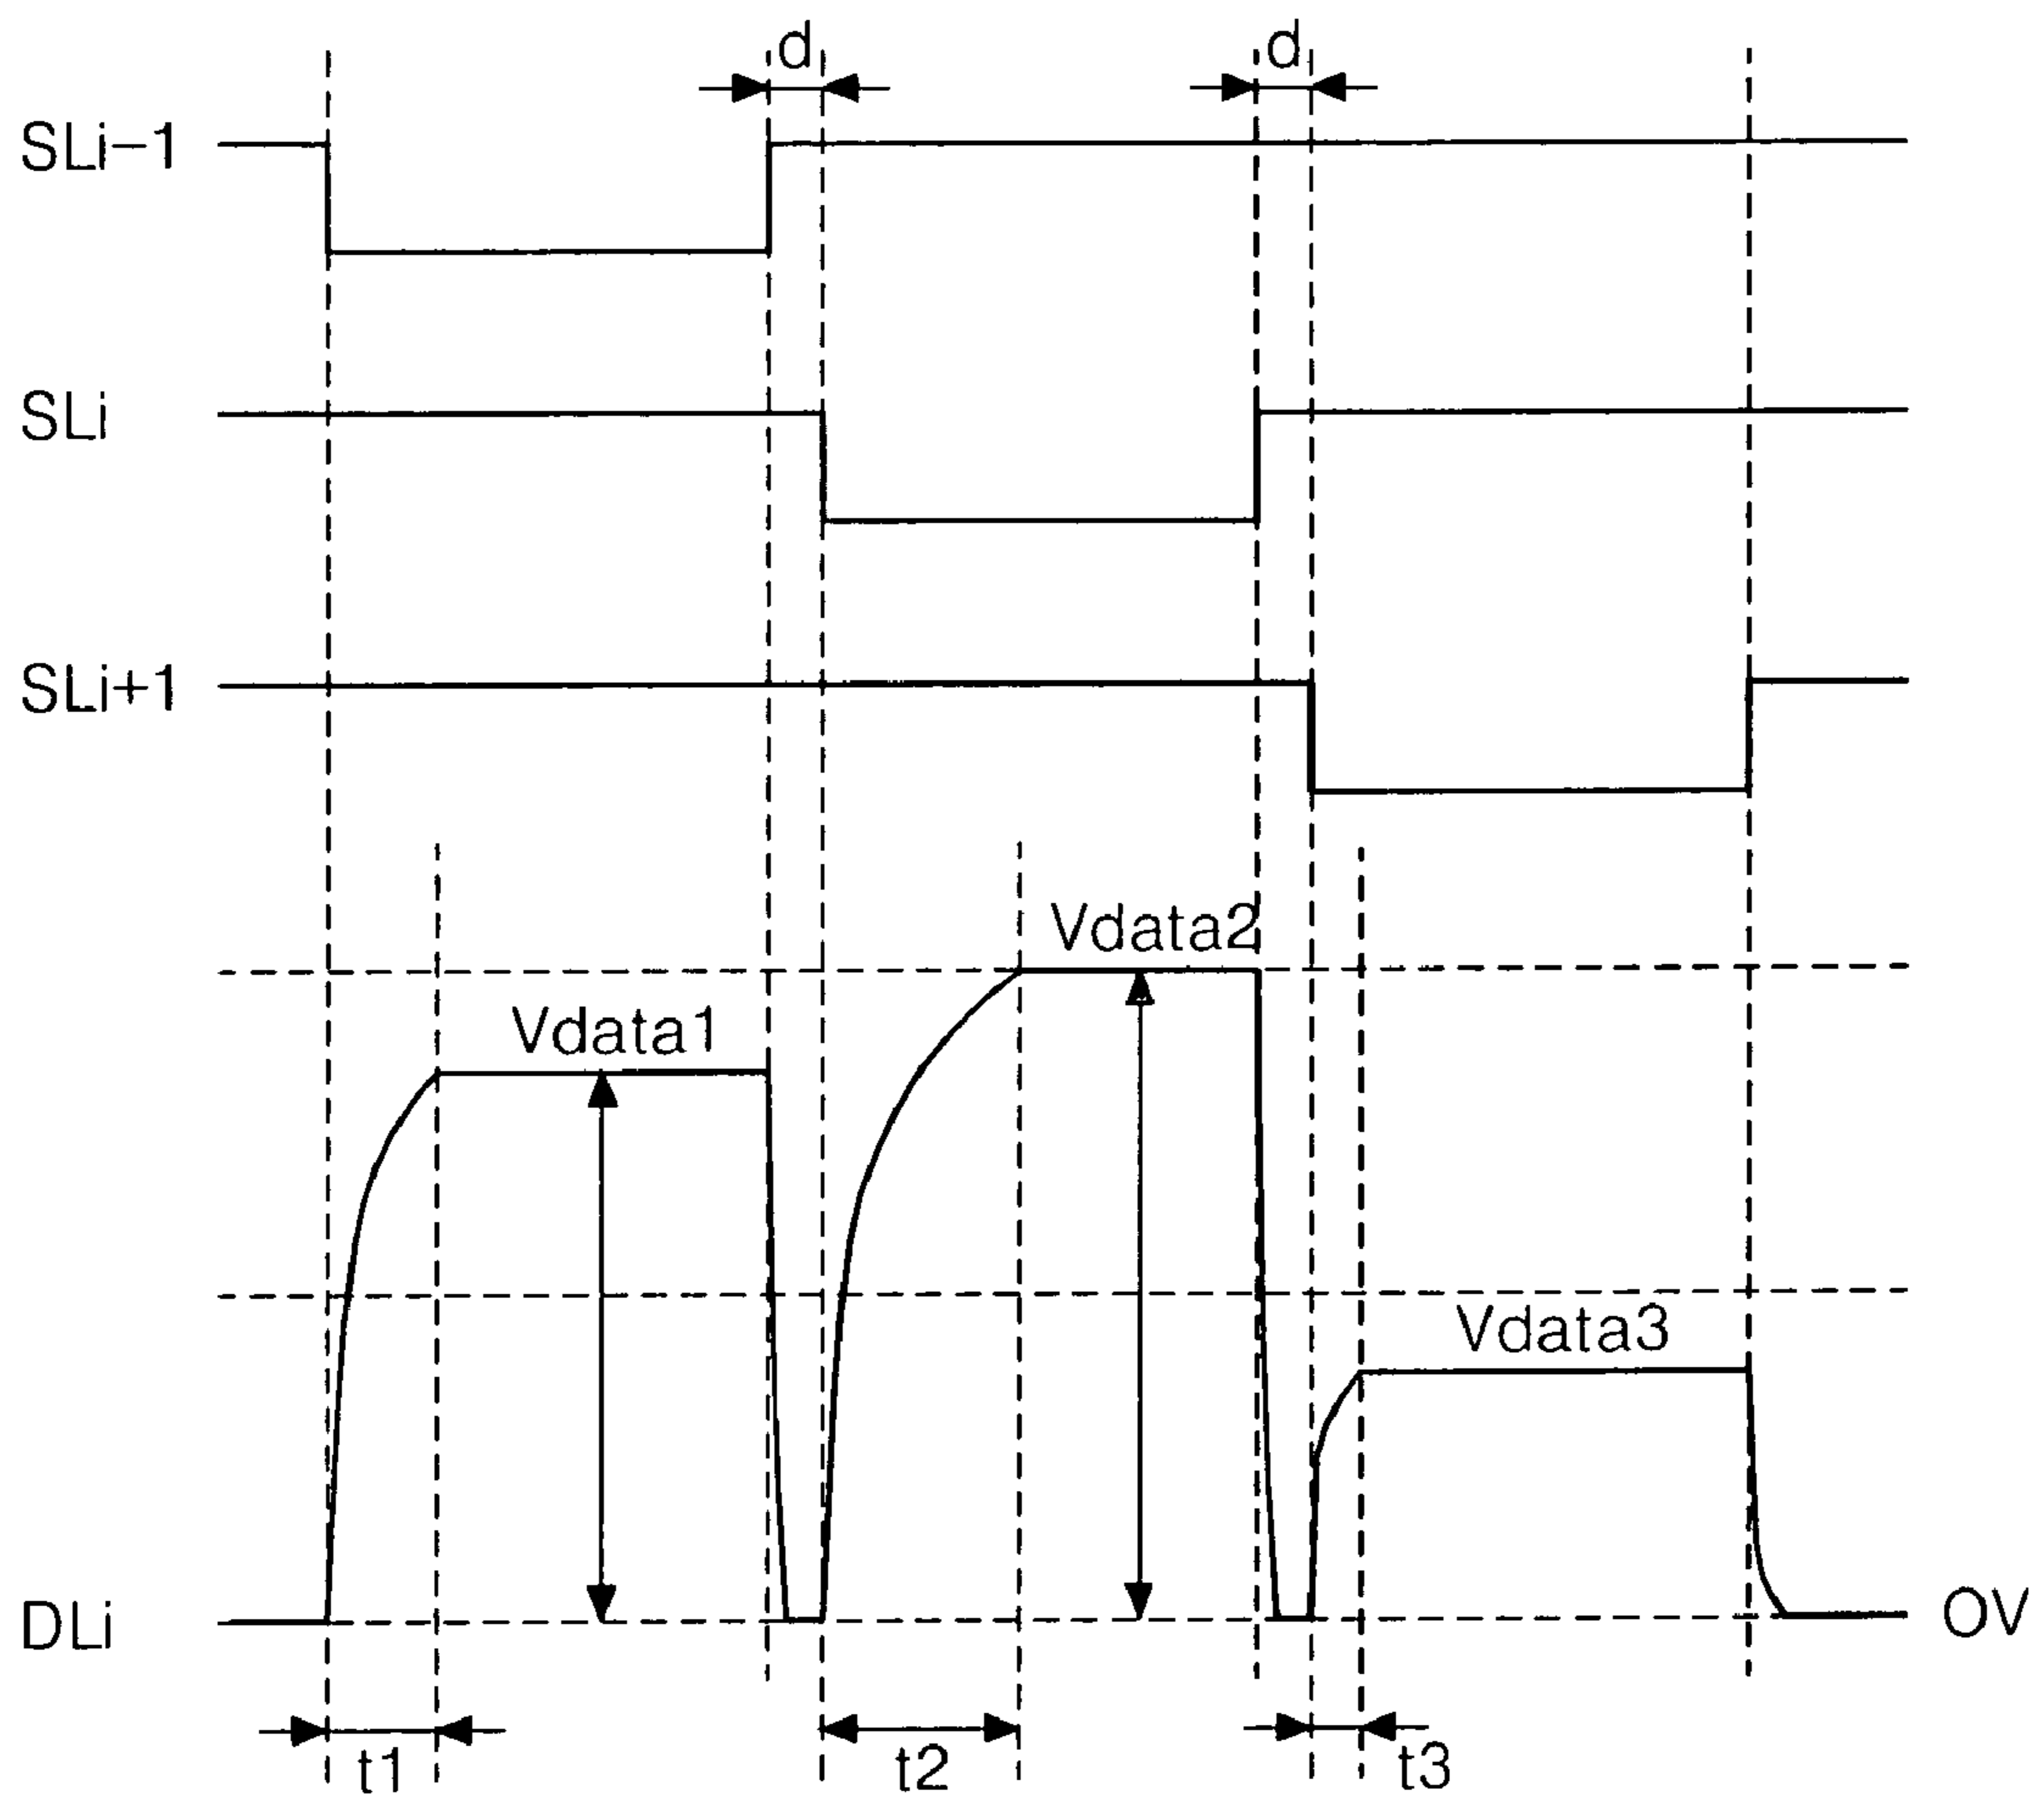 d d
SLi-1
SLi
SLi+1
Vdata2
Vdata1
Vdata3
DLi OV
t1 t2 t3